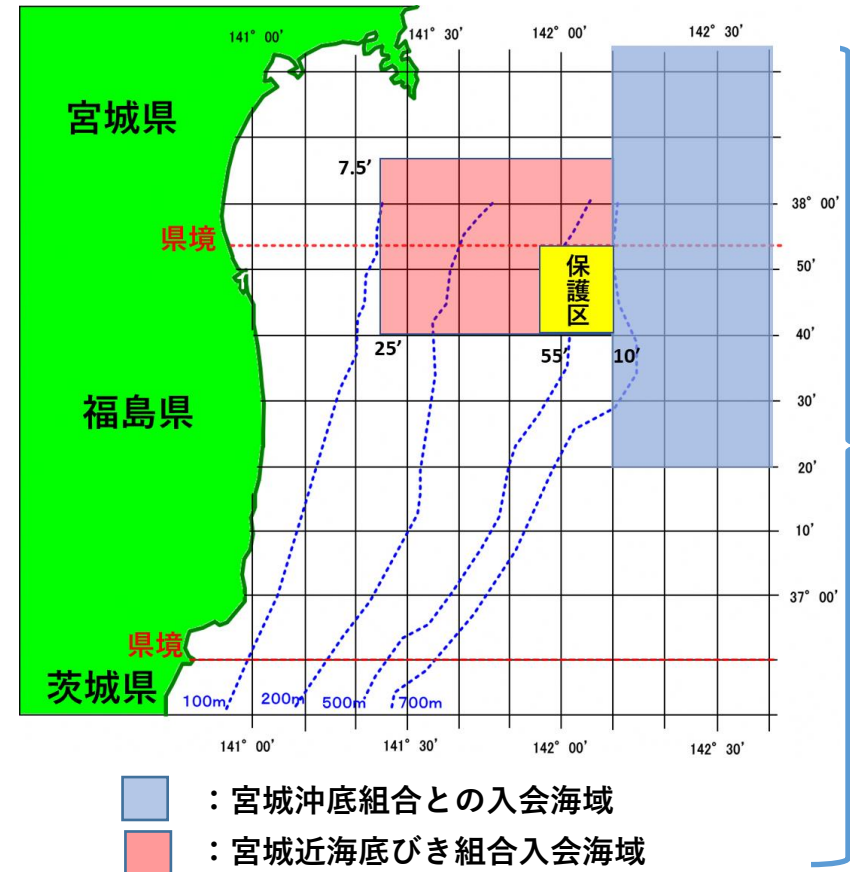 141° 00′
141° 30′
142° 00′
142° 30′
宮城県
7.5′
38° 00′
県境
50′
保護区
40′
25′
55′
10′
30′
福島県
20′
10′
37° 00′
県境
茨城県
100m
200m
500m
700m
141° 00′
141° 30′
142° 00′
142° 30′
：宮城沖底組合との入会海域
：宮城近海底びき組合入会海域